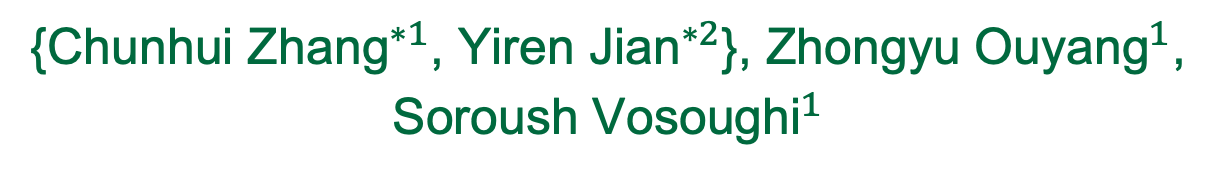 {Chunhui Zhang*¹, Yiren Jian*²}, Zhongyu Ouyang¹,
Soroush Vosoughi¹